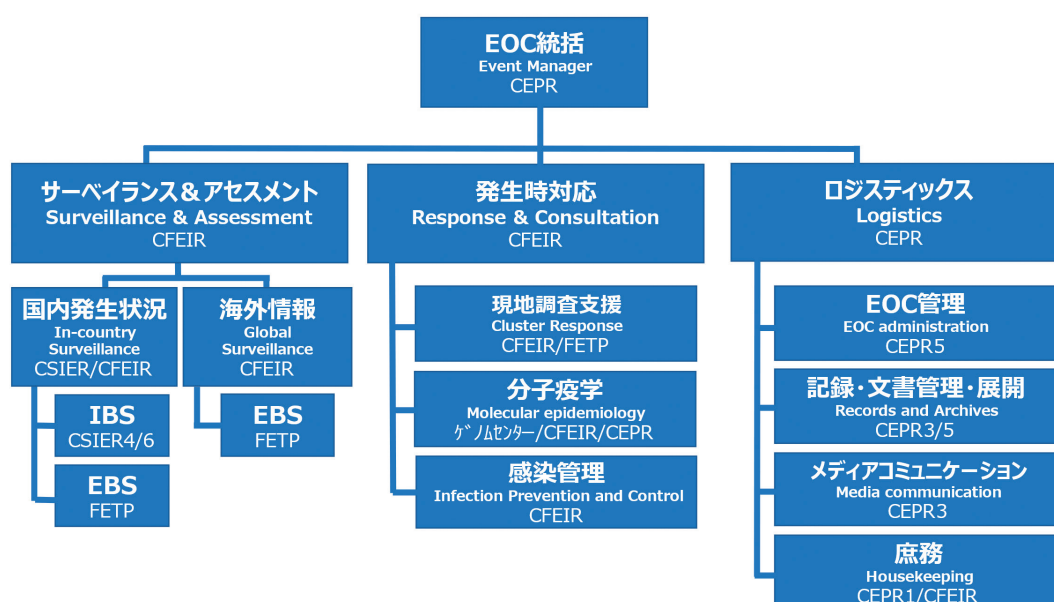 EOC統括
Event Manager
CEPR
サーベイランス&アセスメント
Surveillance & Assessment
CFEIR
発生時対応
Response & Consultation
CFEIR
ロジスティックス
Logistics
CEPR
国内発生状況
In-country
Surveillance
CSIER/CFEIR
海外情報
Global
Surveillance
CFEIR
IBS
CSIER4/6
EBS
FETP
EBS
FETP
現地調査支援
Cluster Response
CFEIR/FETP
分子疫学
Molecular epidemiology
ｹﾞﾉﾑｾﾝﾀｰ/CFEIR/CEPR
感染管理
Infection Prevention and Control
CFEIR
EOC管理
EOC administration
CEPR5
記録・文書管理・展開
Records and Archives
CEPR3/5
メディアコミュニケーション
Media communication
CEPR3
庶務
Housekeeping
CEPR1/CFEIR